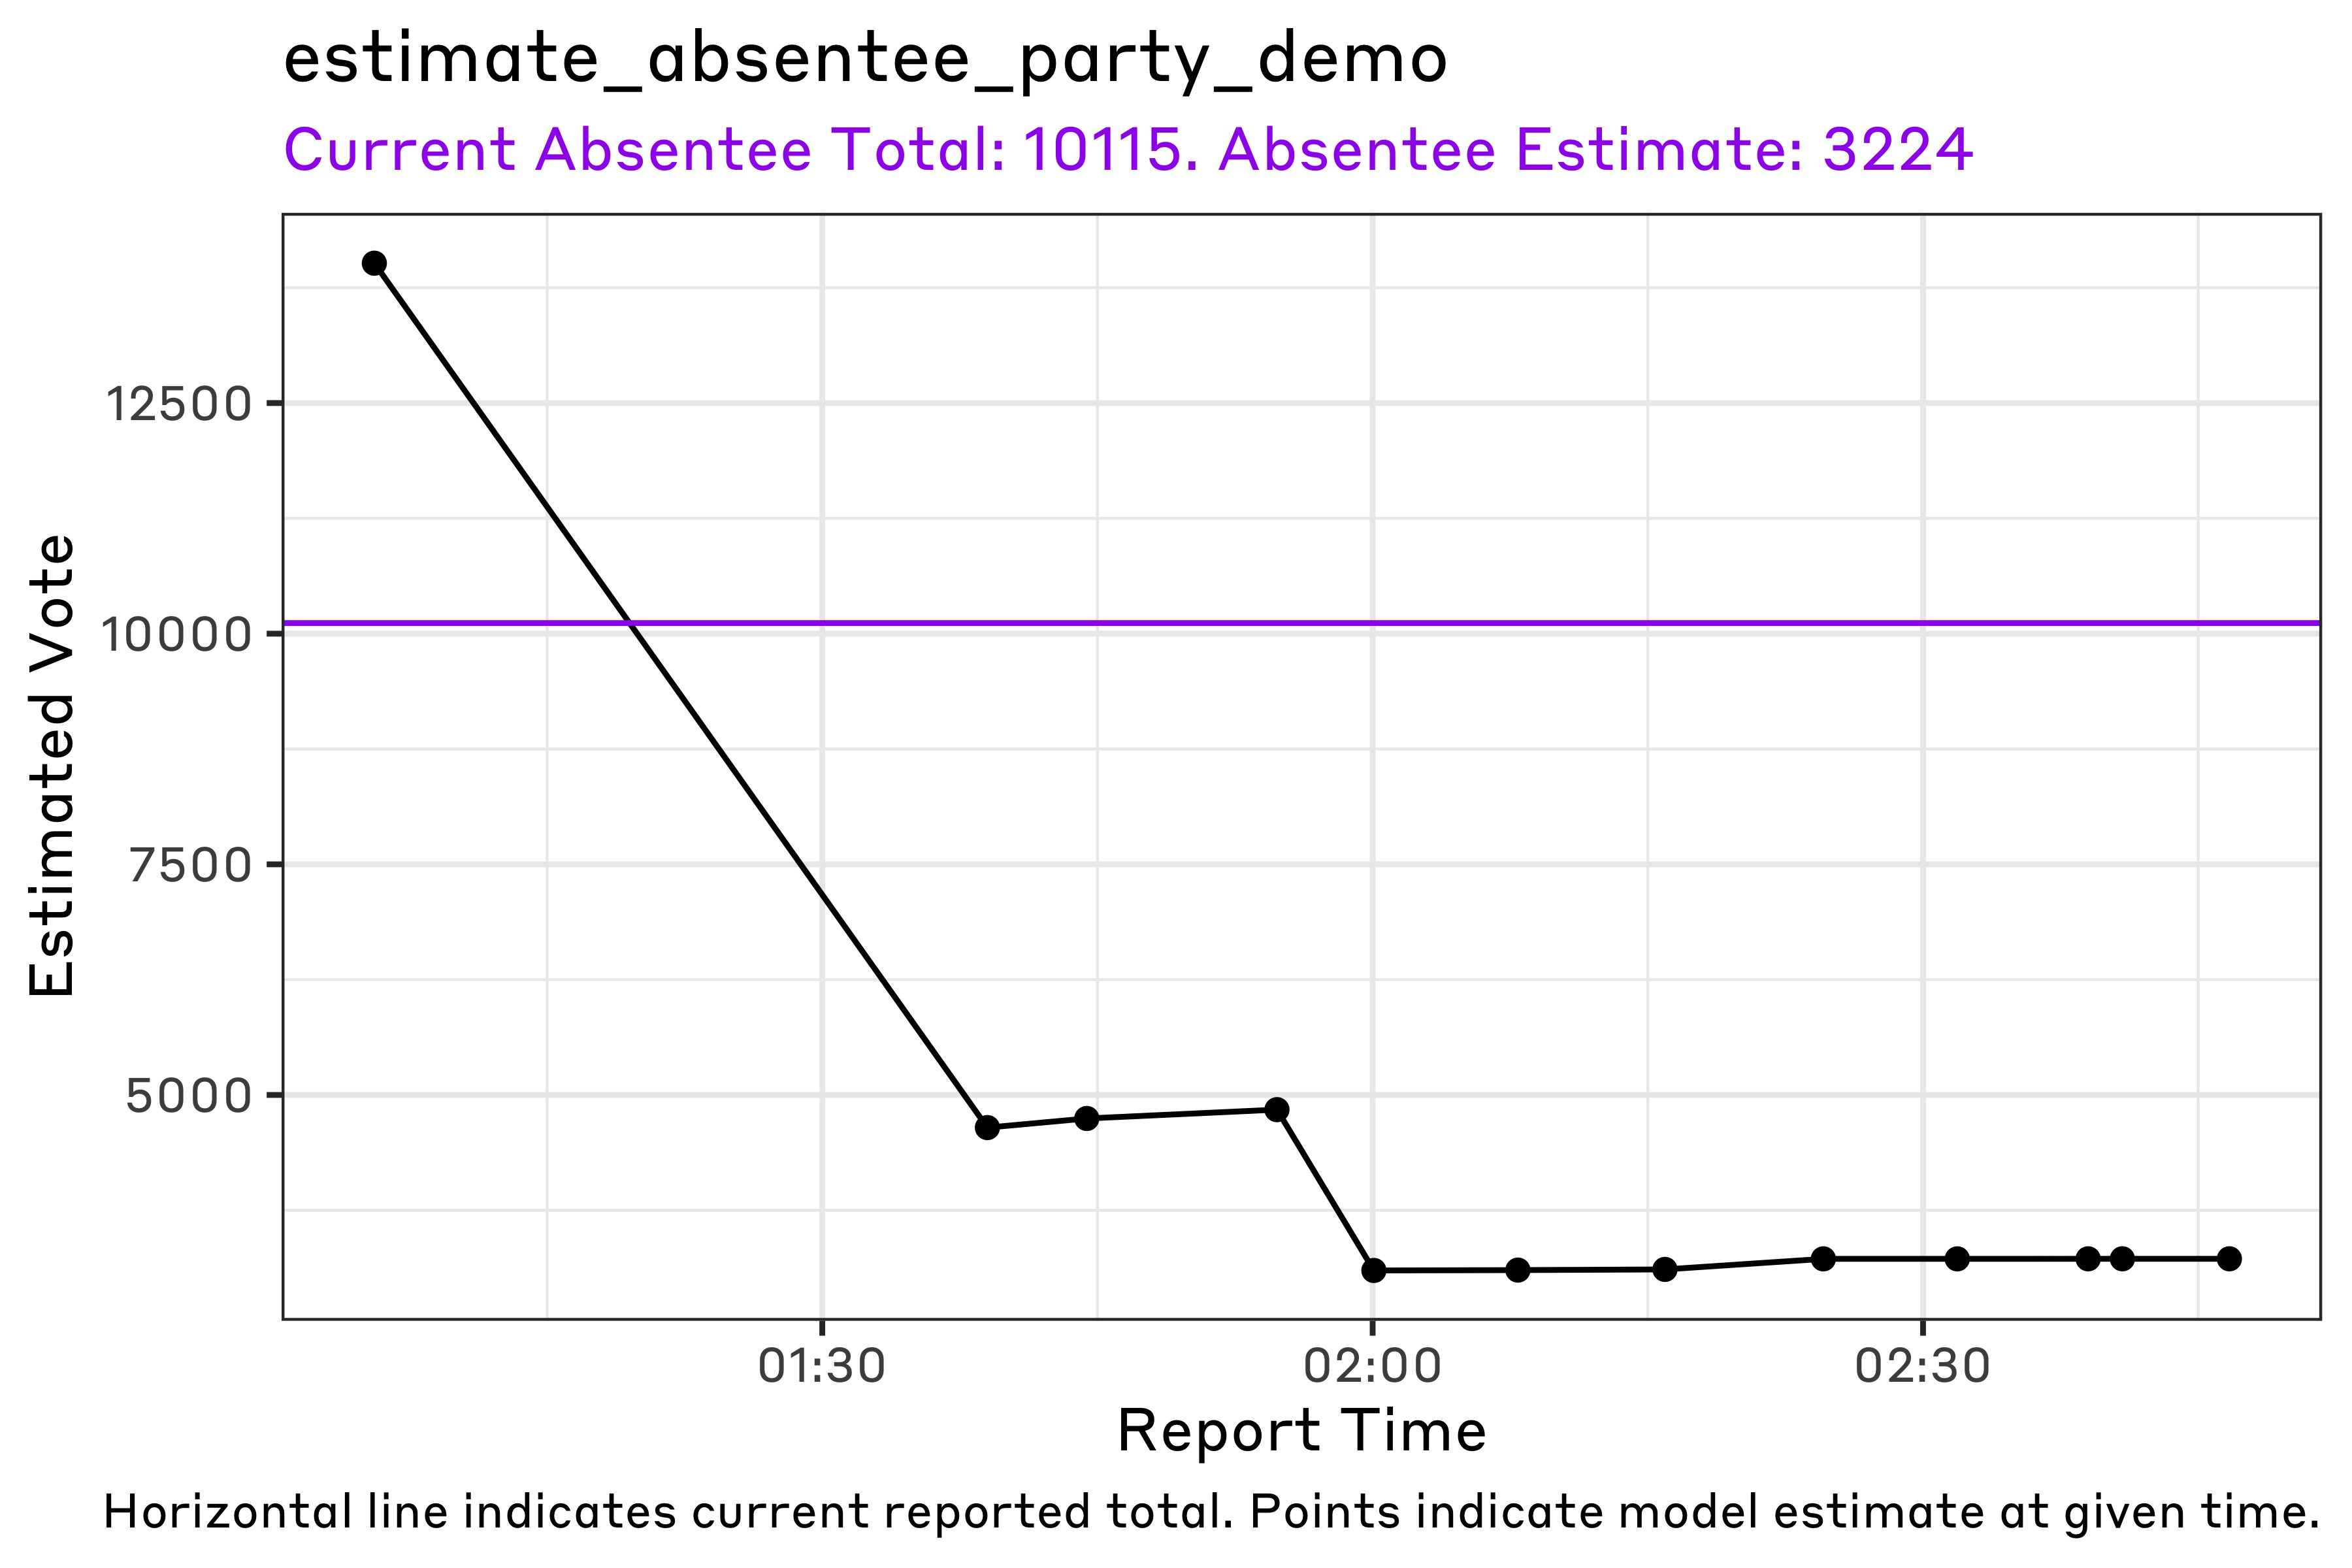 estimate_absentee_party_demo
Current Absentee Total: 10115. Absentee Estimate: 3224
12500
10000
7500
5000
Estimated Vote
01:30 02:00 02:30
Report Time
Horizontal line indicates current reported total. Points indicate model estimate at given time.